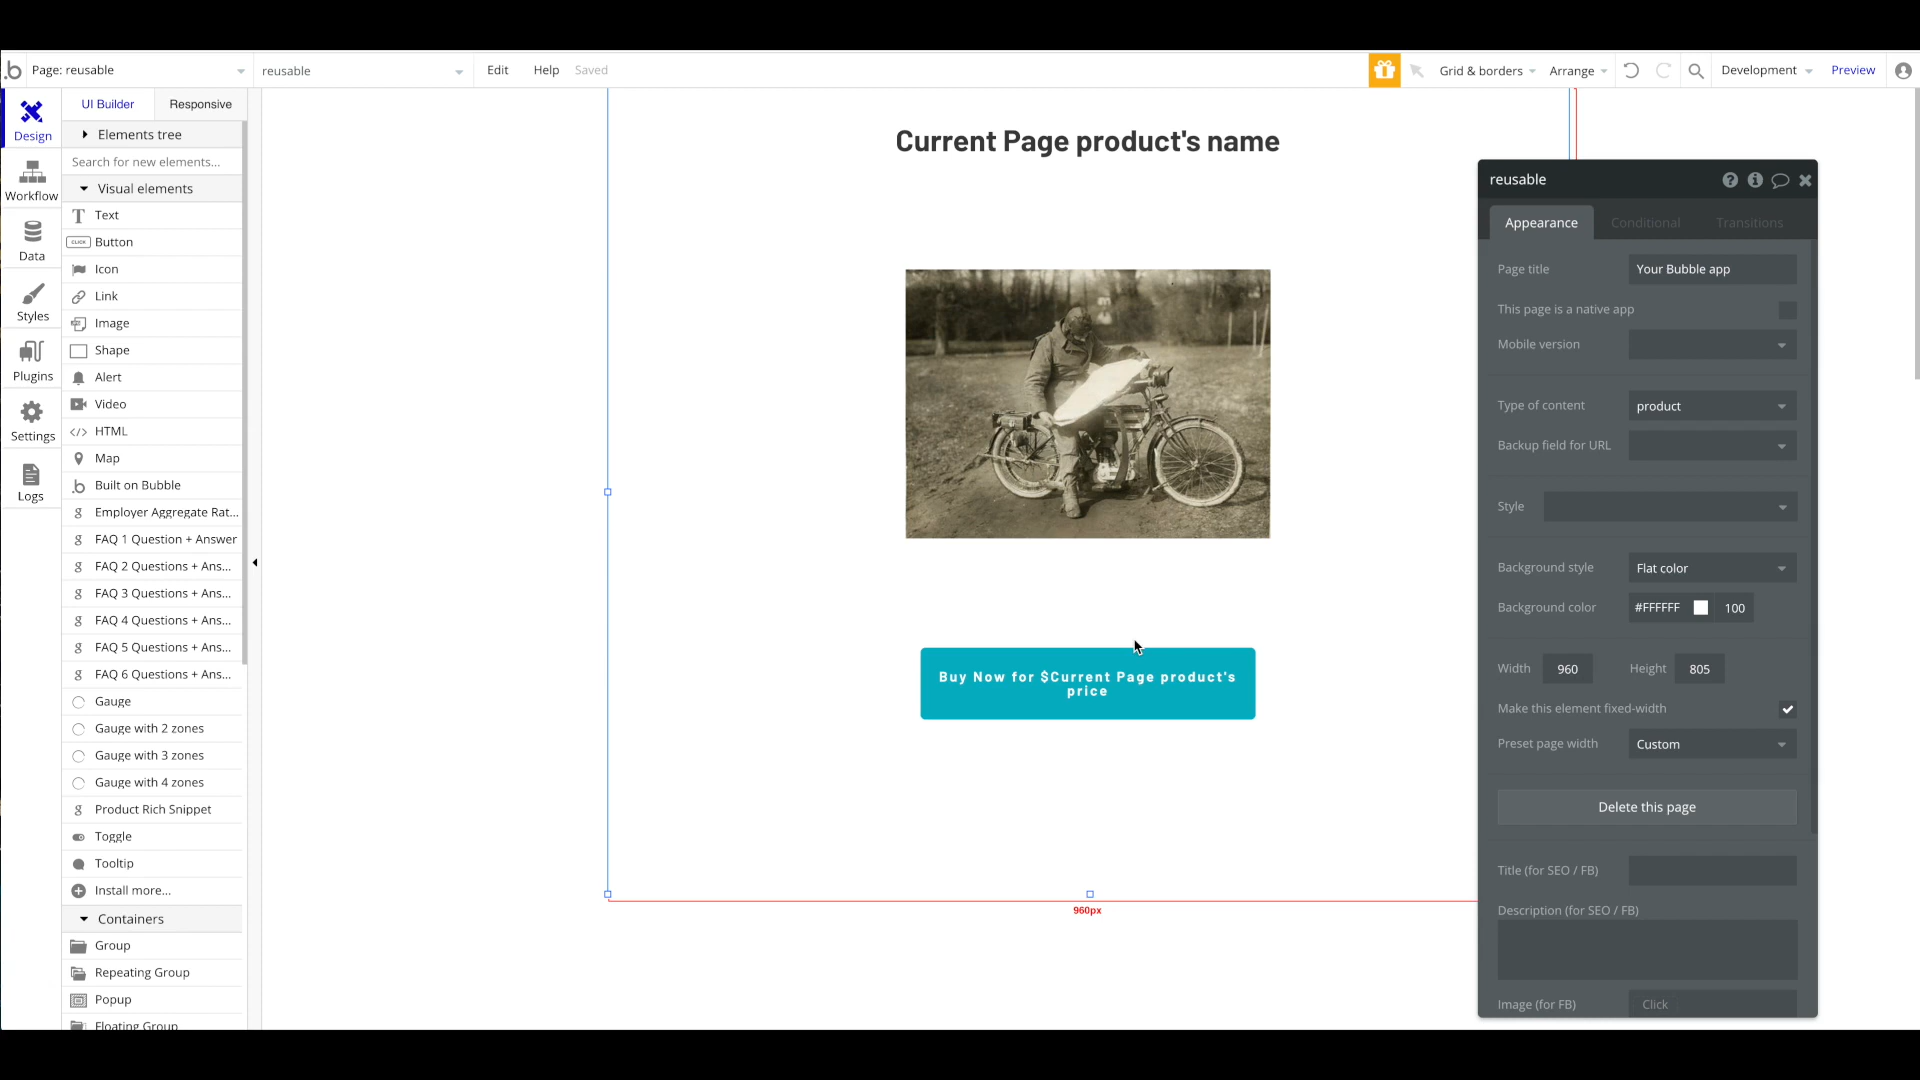 .b
Page: reusable
reusable
Edit
Help
Saved
Grid & borders
Arrange
Development
Preview
Design
Workflow
Data
Styles
Plugins
Settings
Logs
UI Builder
Responsive
Elements tree
Search for new elements...
Visual elements
Text
CLICK
Button
Icon
Link
Image
Shape
Alert
Video
HTML
Map
Built on Bubble
Employer Aggregate Rat...
FAQ 1 Question + Answer
FAQ 2 Questions + Ans...
FAQ 3 Questions + Ans...
FAQ 4 Questions + Ans...
FAQ 5 Questions + Ans...
FAQ 6 Questions + Ans...
Gauge
Gauge with 2 zones
Gauge with 3 zones
Gauge with 4 zones
Product Rich Snippet
Toggle
Tooltip
Install more...
Containers
Group
Repeating Group
Popup
Floating Group
Current Page product's name
Buy Now for $Current Page product's
price
960px
reusable
Appearance
Conditional
Transitions
Page title
Your Bubble app
This page is a native app
Mobile version
Type of content
product
Backup field for URL
Style
Background style
Flat color
Background color
#FFFFFF
100
Width
960
Height
805
Make this element fixed-width
Preset page width
Custom
Delete this page
Title (for SEO / FB)
Description (for SEO / FB)
Image (for FB)
Click